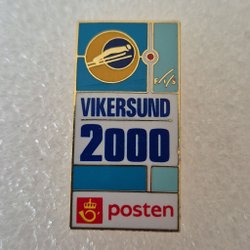 F/I/S
VIKERSUND
2000
posten